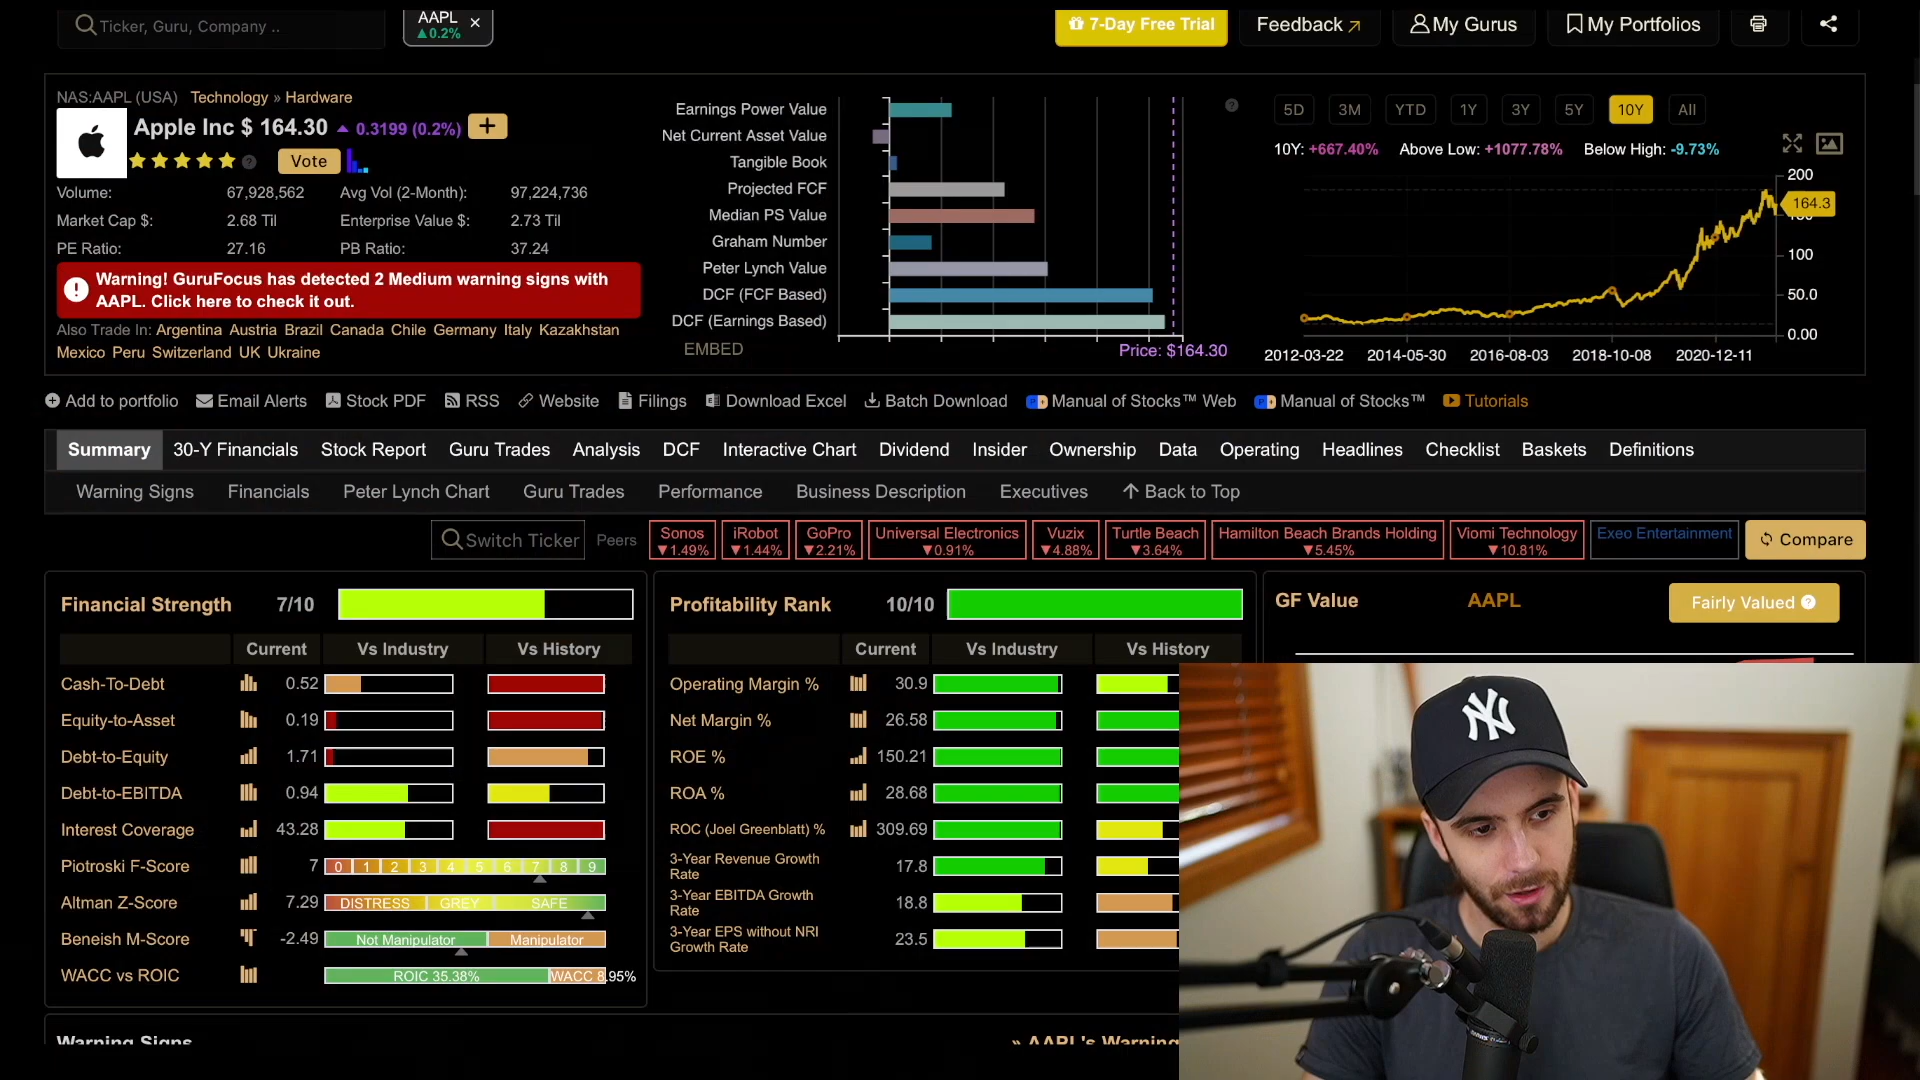 Ticker, Guru, Company ..
AAPL
0.2%
7-Day Free Trial
Feedback
My Gurus
My Portfolios
NAS:AAPL (USA) Technology » Hardware
Apple Inc $ 164.30 0.3199 (0.2%)
Vote
Volume: 67,928,562 Avg Vol (2-Month): 97,224,736
Market Cap $: 2.68 Til Enterprise Value $: 2.73 Til
PE Ratio: 27.16 PB Ratio: 37.24
Warning! GuruFocus has detected 2 Medium warning signs with
AAPL. Click here to check it out.
Also Trade In: Argentina Austria Brazil Canada Chile Germany Italy Kazakhstan
Mexico Peru Switzerland UK Ukraine
Earnings Power Value
Net Current Asset Value
Tangible Book
Projected FCF
Median PS Value
Graham Number
Peter Lynch Value
DCF (FCF Based)
DCF (Earnings Based)
EMBED
Price: $164.30
5D 3M YTD 1Y 3Y 5Y 10Y All
10Y: +667.40% Above Low: +1077.78% Below High: -9.73%
200
164.3
100
50.0
0.00
2012-03-22 2014-05-30 2016-08-03 2018-10-08 2020-12-11
Add to portfolio Email Alerts Stock PDF RSS Website Filings Download Excel Batch Download Manual of Stocks™ Web Manual of Stocks™ Tutorials
Summary 30-Y Financials Stock Report Guru Trades Analysis DCF Interactive Chart Dividend Insider Ownership Data Operating Headlines Checklist Baskets Definitions
Warning Signs Financials Peter Lynch Chart Guru Trades Performance Business Description Executives Back to Top
Switch Ticker Peers
Sonos
▼1.49%
iRobot
▼1.44%
GoPro
▼2.21%
Universal Electronics
▼0.91%
Vuzix
▼4.88%
Turtle Beach
▼3.64%
Hamilton Beach Brands Holding
▼5.45%
Viomi Technology
▼10.81%
Exeo Entertainment
Compare
Financial Strength 7/10
Current Vs Industry Vs History
Cash-To-Debt 0.52
Equity-to-Asset 0.19
Debt-to-Equity 1.71
Debt-to-EBITDA 0.94
Interest Coverage 43.28
Piotroski F-Score 7 0 1 2 3 4 5 6 7 8 9
Altman Z-Score 7.29 DISTRESS GREY SAFE
Beneish M-Score -2.49 Not Manipulator Manipulator
WACC vs ROIC ROIC 35.38% WACC 8.95%
Profitability Rank 10/10
Current Vs Industry Vs History
Operating Margin % 30.9
Net Margin % 26.58
ROE % 150.21
ROA % 28.68
ROC (Joel Greenblatt) % 309.69
3-Year Revenue Growth
Rate 17.8
3-Year EBITDA Growth
Rate 18.8
3-Year EPS without NRI
Growth Rate 23.5
GF Value AAPL Fairly Valued
NY
Warning Signs
» AAPL's Warning